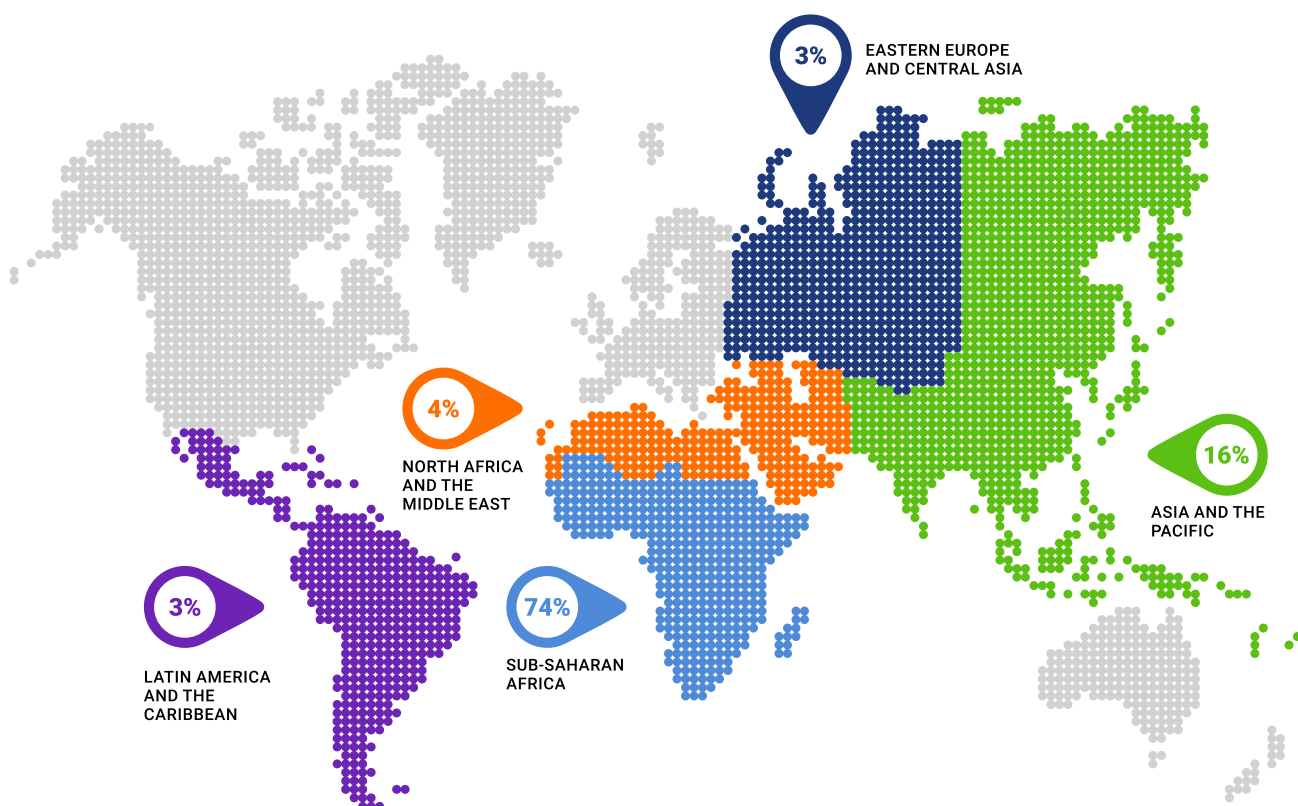 3%
EASTERN EUROPE
AND CENTRAL ASIA
4%
NORTH AFRICA
AND THE
MIDDLE EAST
16%
ASIA AND THE
PACIFIC
3%
LATIN AMERICA
AND THE
CARIBBEAN
74%
SUB-SAHARAN
AFRICA